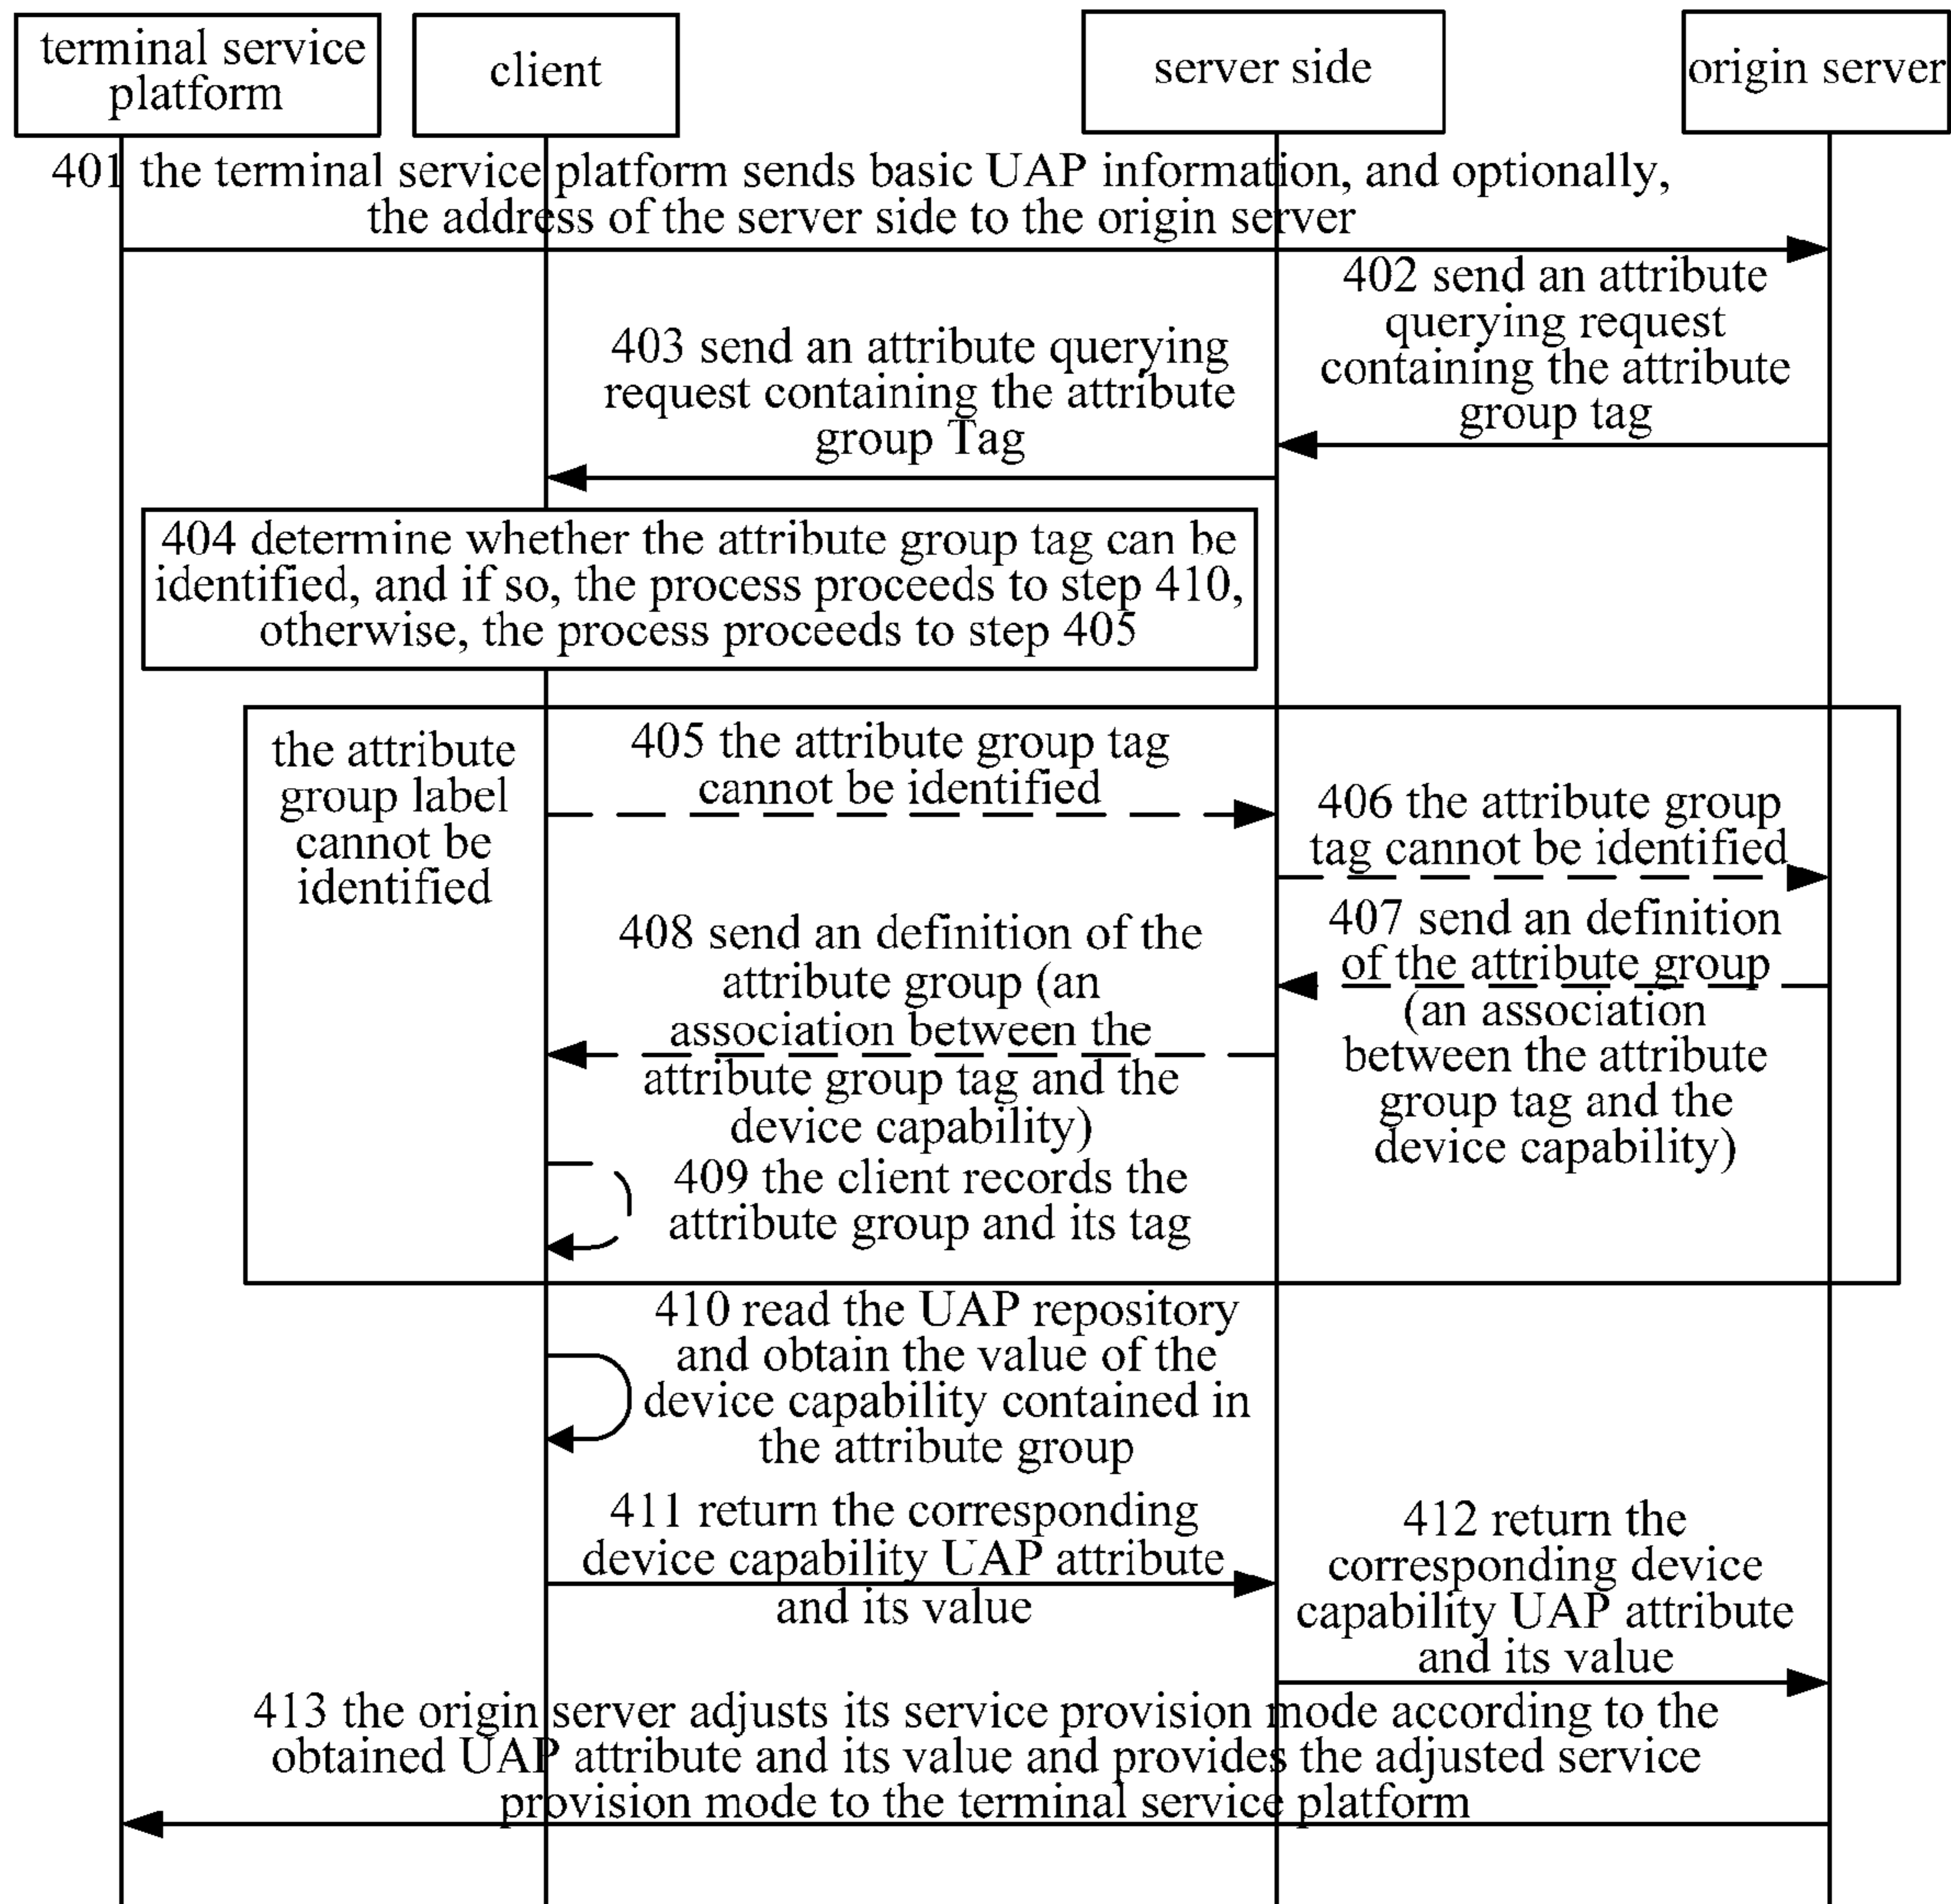 terminal service
platform
client
server side
origin server
401 the terminal service platform sends basic UAP information, and optionally,
the address of the server side to the origin server
402 send an attribute
querying request
containing the attribute
group tag
403 send an attribute querying
request containing the attribute
group Tag
404 determine whether the attribute group tag can be
identified, and if so, the process proceeds to step 410,
otherwise, the process proceeds to step 405
the attribute
group label
cannot be
identified
405 the attribute group tag
cannot be identified
406 the attribute group
tag cannot be identified
407 send an definition
of the attribute group
(an association
between the attribute
group tag and the
device capability)
408 send an definition of the
attribute group (an
association between the
attribute group tag and the
device capability)
409 the client records the
attribute group and its tag
410 read the UAP repository
and obtain the value of the
device capability contained in
the attribute group
411 return the corresponding
device capability UAP attribute
and its value
412 return the
corresponding device
capability UAP attribute
and its value
413 the origin server adjusts its service provision mode according to the
obtained UAP attribute and its value and provides the adjusted service
provision mode to the terminal service platform